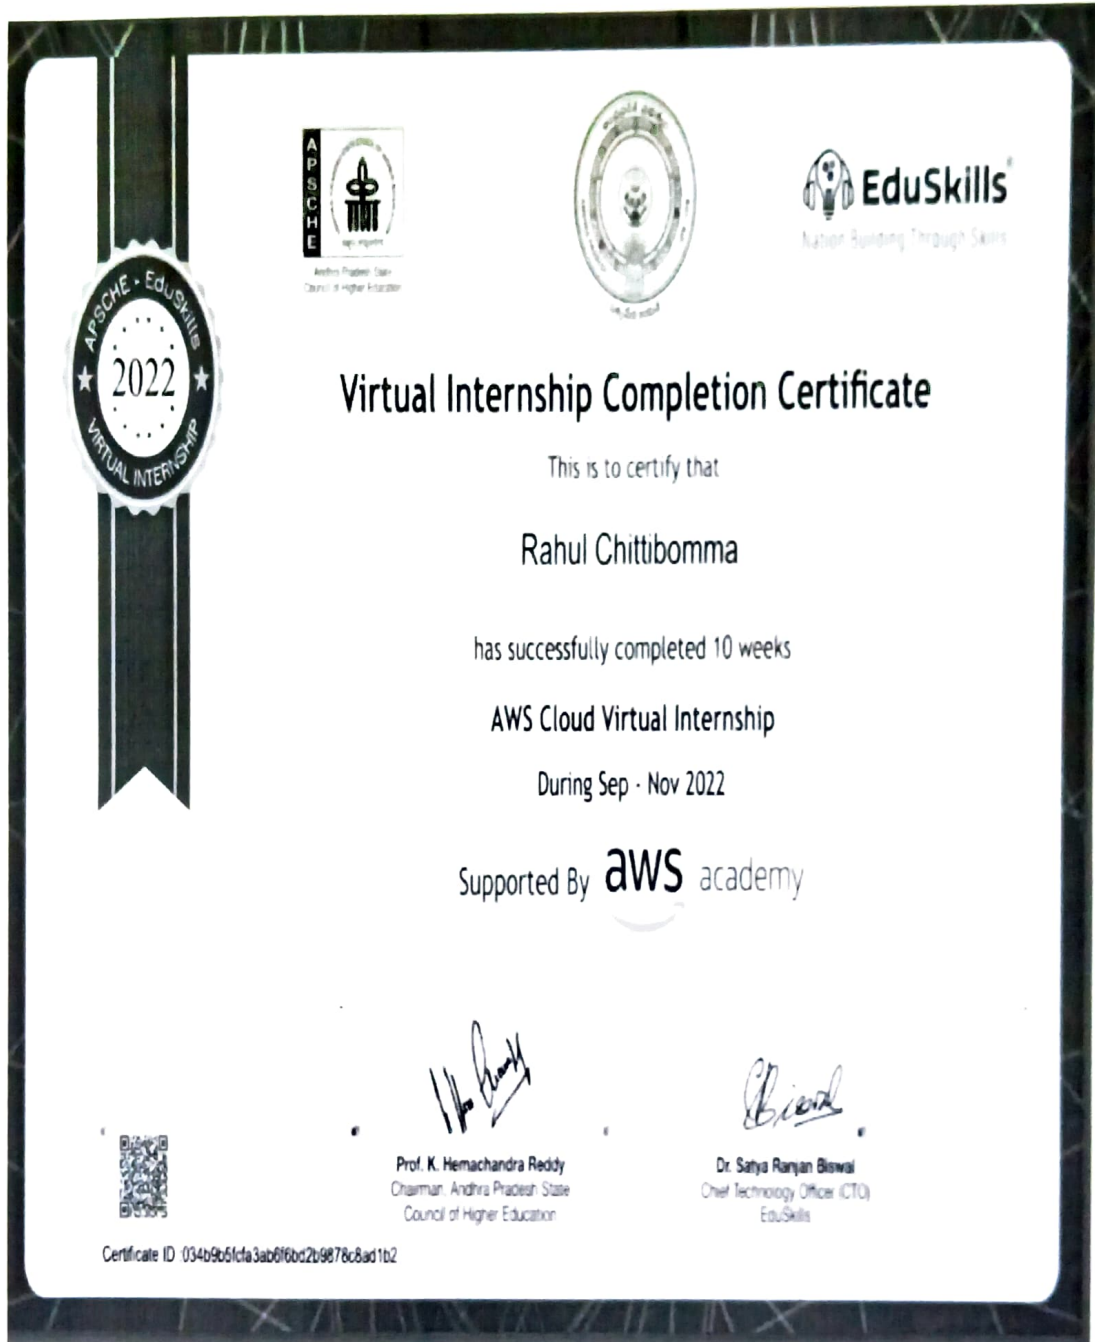 APSCHE
Andhra Pradesh State
Council of Higher Education
EduSkills
Nation Building Through Skills
APSCHE - EduSkills
2022
VIRTUAL INTERNSHIP
Virtual Internship Completion Certificate
This is to certify that
Rahul Chittibomma
has successfully completed 10 weeks
AWS Cloud Virtual Internship
During Sep - Nov 2022
Supported By aws academy
Prof. K. Hemachandra Reddy
Chairman, Andhra Pradesh State
Council of Higher Education
Dr. Satya Ranjan Biswal
Chief Technology Officer (CTO)
EduSkills
Certificate ID :034b9b5fcfa3ab6f6bd2b9878c8ad1b2